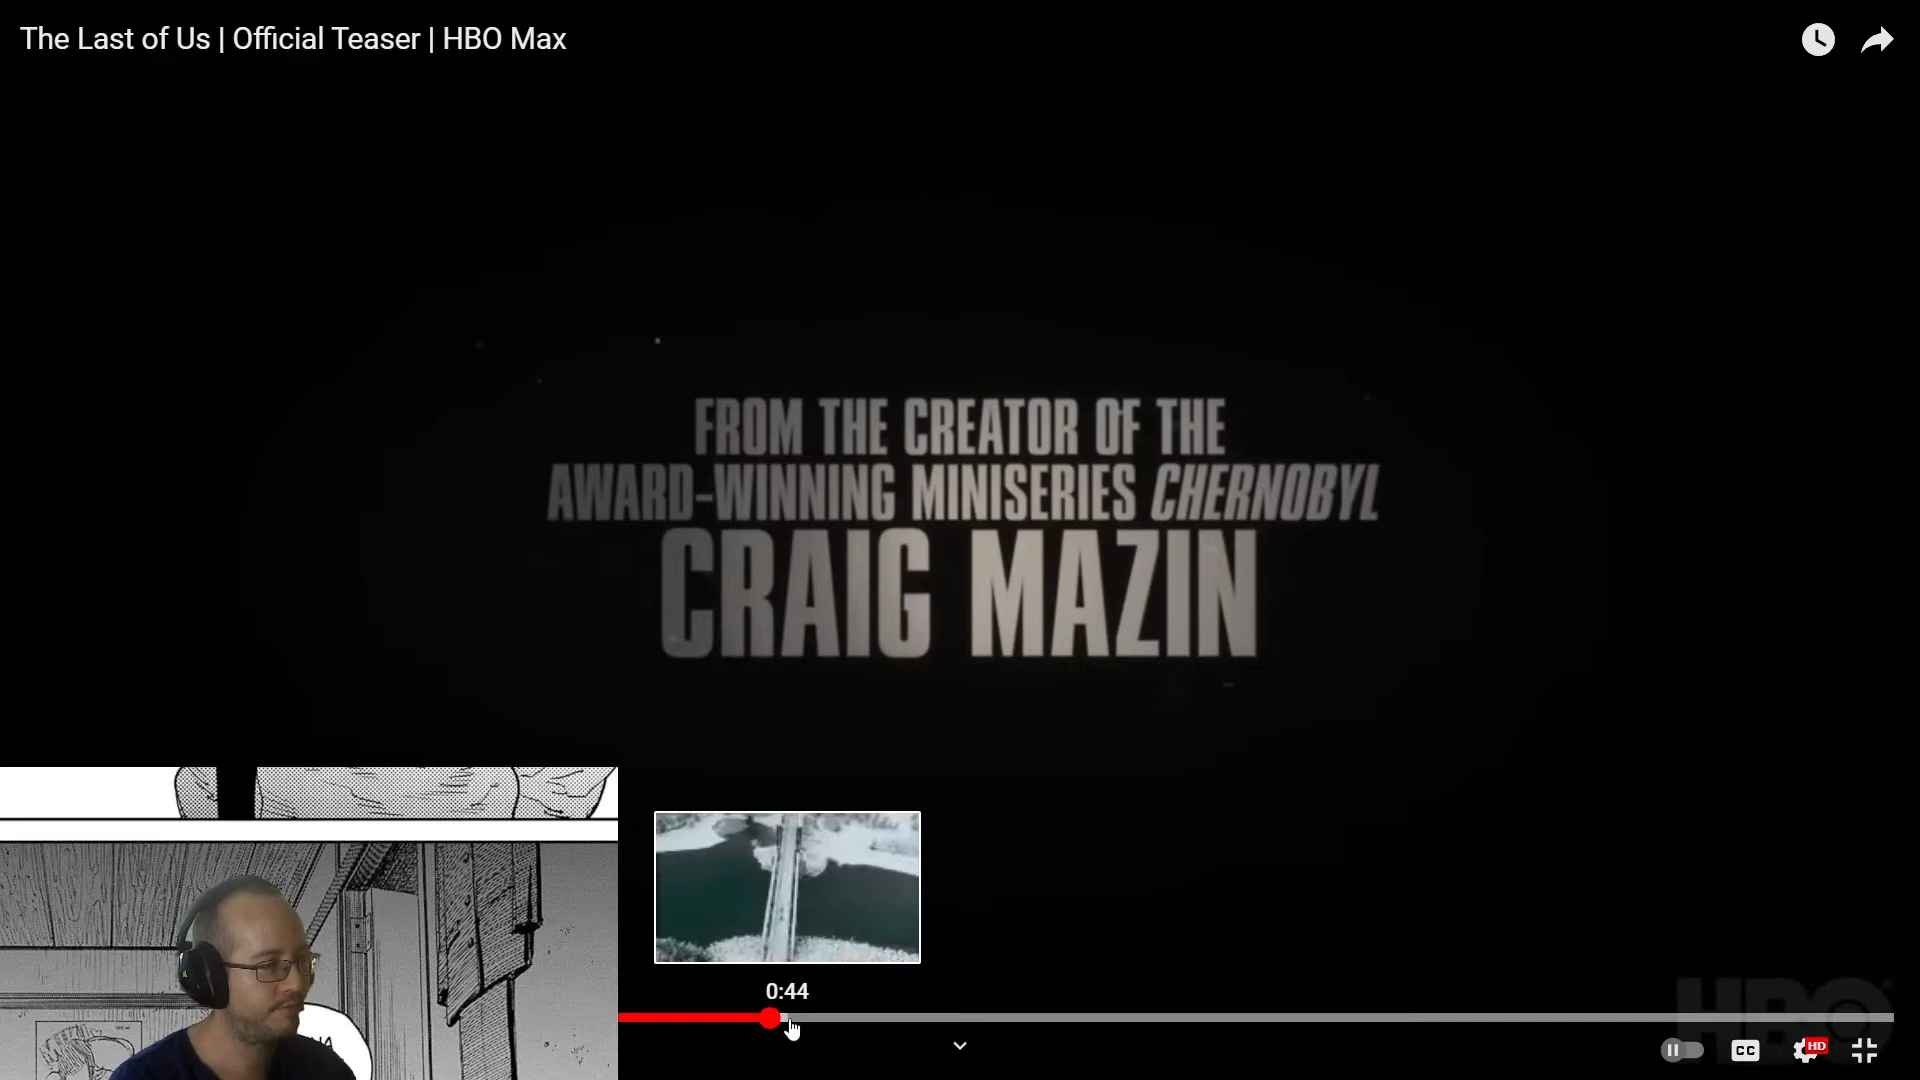 The Last of Us | Official Teaser | HBO Max
FROM THE CREATOR OF THE
AWARD-WINNING MINISERIES CHERNOBYL
CRAIG MAZIN
0:44
HBO
CC
HD